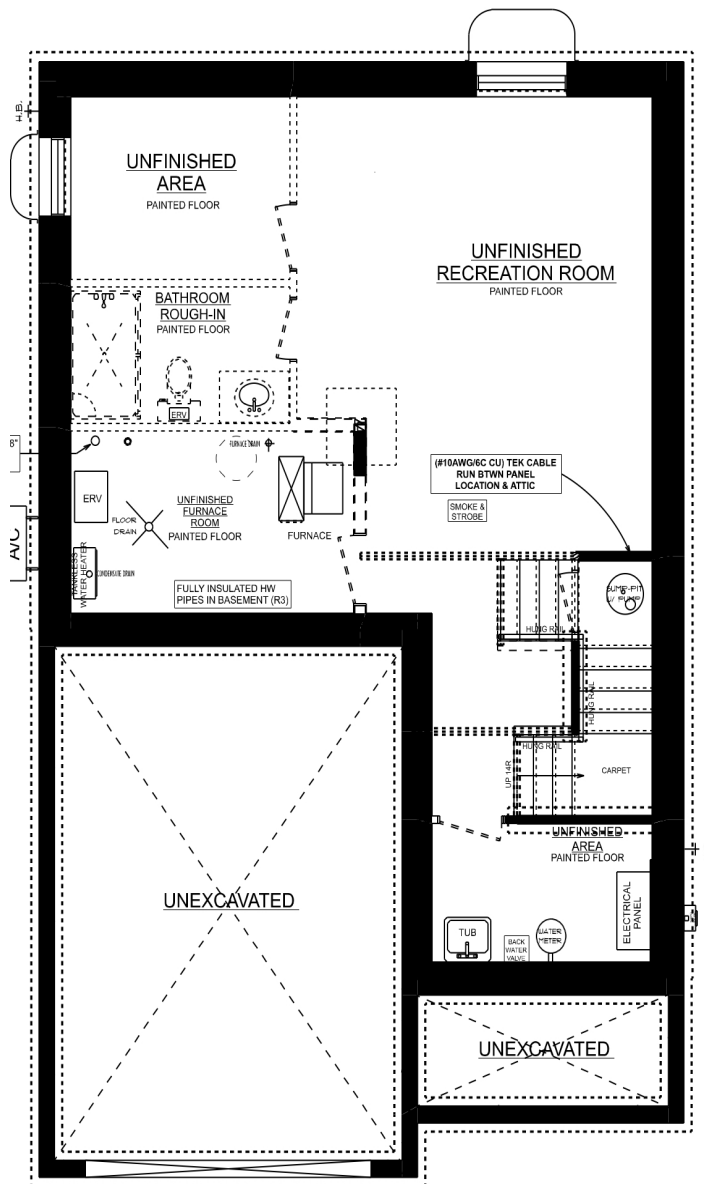 H.B.
UNFINISHED
AREA
PAINTED FLOOR
UNFINISHED
RECREATION ROOM
PAINTED FLOOR
BATHROOM
ROUGH-IN
PAINTED FLOOR
ERV
8"
FURNACE DRAIN
(#10AWG/6C CU) TEK CABLE
RUN BTWN PANEL
LOCATION & ATTIC
SMOKE &
STROBE
ERV
UNFINISHED
FURNACE
ROOM
PAINTED FLOOR
FLOOR
DRAIN
FURNACE
A/C
TANKLESS
WATER HEATER
CONDENSATE DRAIN
FULLY INSULATED HW
PIPES IN BASEMENT (R3)
SUMP-PIT
W/ PUMP
HUNG RAIL
HUNG RAIL
HUNG RAIL
UP 14R
CARPET
UNFINISHED
AREA
PAINTED FLOOR
ELECTRICAL
PANEL
TUB
BACK
WATER
VALVE
WATER
METER
UNEXCAVATED
UNEXCAVATED